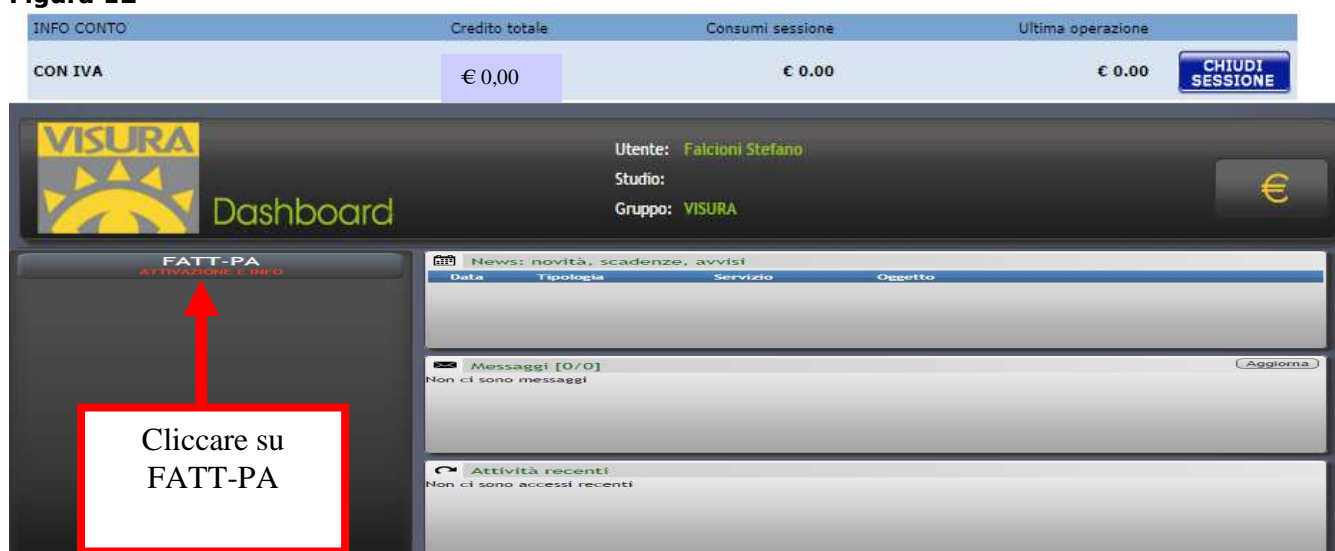 INFO CONTO Credito totale Consumi sessione Ultima operazione
CON IVA € 0,00 € 0.00 € 0.00 CHIUDI SESSIONE
VISURA
Dashboard
Utente: Falcioni Stefano
Studio:
Gruppo: VISURA
€
FATT-PA
ATTIVAZIONE E INFO
News: novità, scadenze, avvisi
Data Tipologia Servizio Oggetto
Messaggi [0/0] Aggiorna
Non ci sono messaggi
Cliccare su
FATT-PA
Attività recenti
Non ci sono accessi recenti